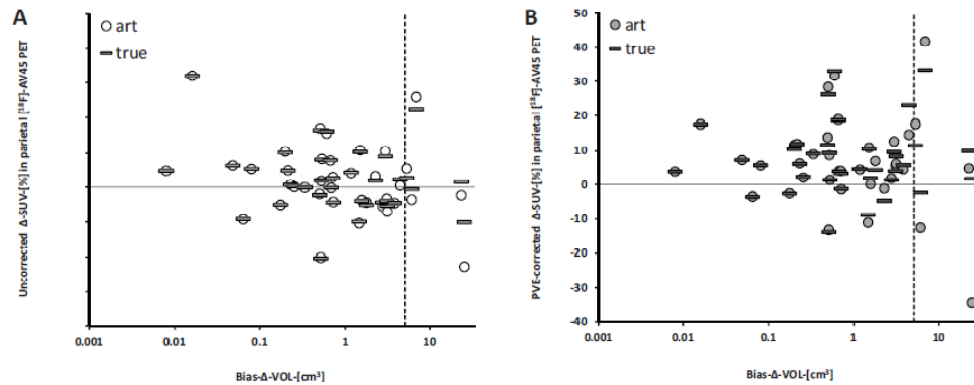 A
art
true
Uncorrected Δ-SUV-[%] in parietal [¹⁸F]-AV45 PET
0.001
0.01
0.1
1
10
Bias-Δ-VOL-[cm³]
B
art
true
PVE-corrected Δ-SUV-[%] in parietal [¹⁸F]-AV45 PET
50
40
30
20
10
0
-10
-20
-30
-40
0.001
0.01
0.1
1
10
Bias-Δ-VOL-[cm³]